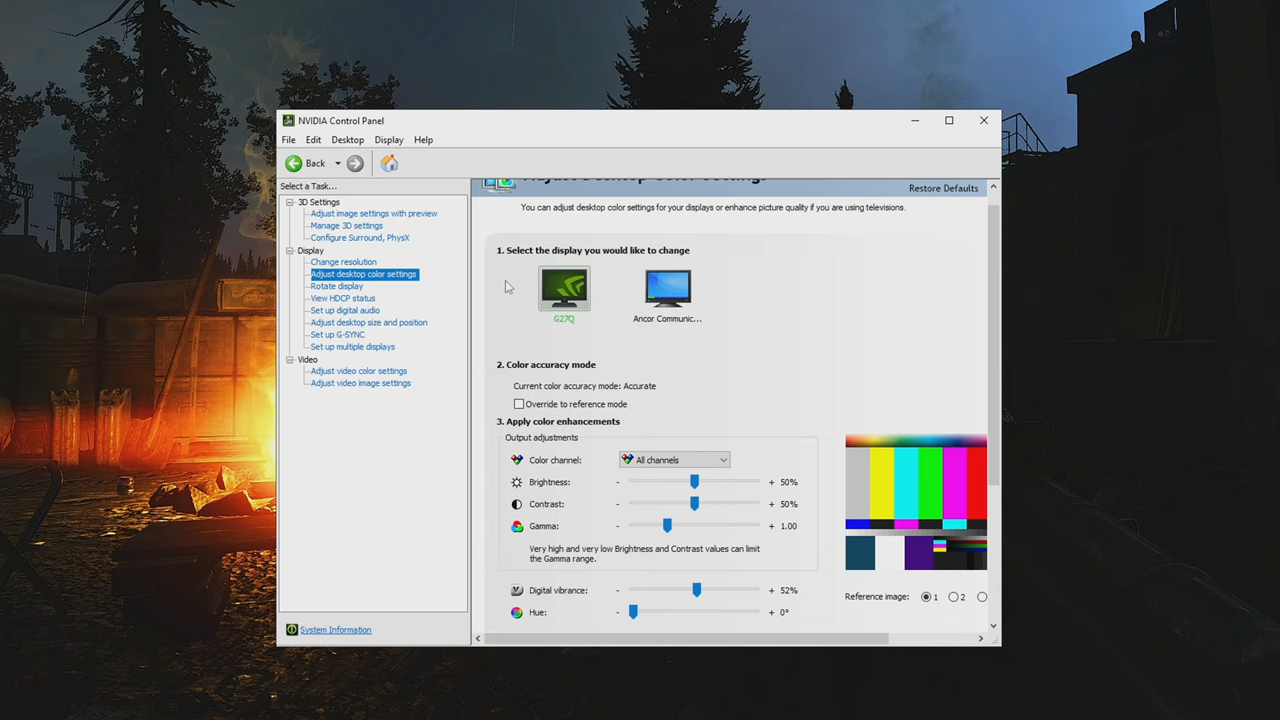 NVIDIA Control Panel
File Edit Desktop Display Help
Back
Select a Task...
3D Settings
Adjust image settings with preview
Manage 3D settings
Configure Surround, PhysX
Display
Change resolution
Adjust desktop color settings
Rotate display
View HDCP status
Set up digital audio
Adjust desktop size and position
Set up G-SYNC
Set up multiple displays
Video
Adjust video color settings
Adjust video image settings
System Information
Adjust Desktop Color Settings
Restore Defaults
You can adjust desktop color settings for your displays or enhance picture quality if you are using televisions.
1. Select the display you would like to change
G27Q
Ancor Communic...
2. Color accuracy mode
Current color accuracy mode: Accurate
Override to reference mode
3. Apply color enhancements
Output adjustments
Color channel: All channels
Brightness: - + 50%
Contrast: - + 50%
Gamma: - + 1.00
Very high and very low Brightness and Contrast values can limit
the Gamma range.
Digital vibrance: - + 52%
Hue: - + 0°
Reference image: 1 2